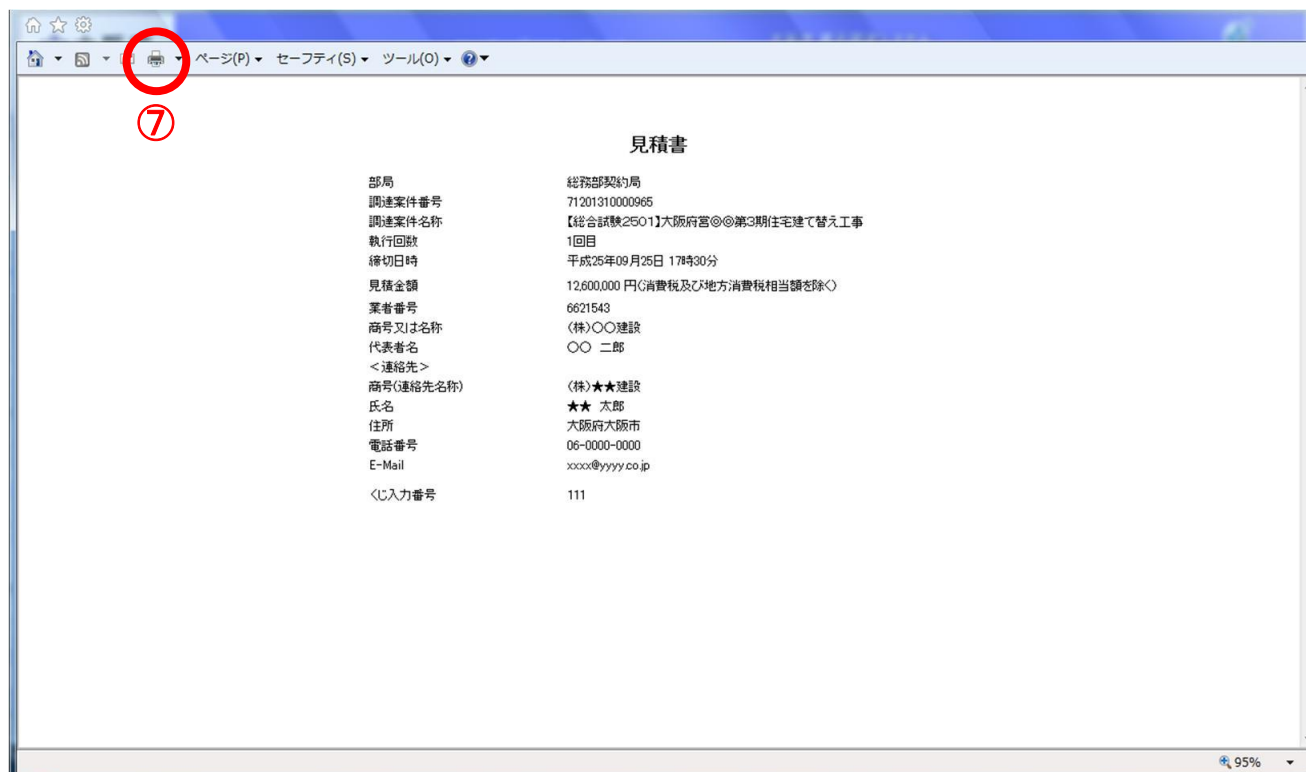 ページ(P) セーフティ(S) ツール(O)
⑦
見積書
部局 総務部契約局
調達案件番号 71201310000965
調達案件名称 【総合試験2501】大阪府営◎◎第3期住宅建て替え工事
執行回数 1回目
締切日時 平成25年09月25日 17時30分
見積金額 12,600,000 円(消費税及び地方消費税相当額を除く)
業者番号 6621543
商号又は名称 (株)○○建設
代表者名 ○○ 二郎
<連絡先>
商号(連絡先名称) (株)★★建設
氏名 ★★ 太郎
住所 大阪府大阪市
電話番号 06-0000-0000
E-Mail xxxx@yyyy.co.jp
くじ入力番号 111
95%